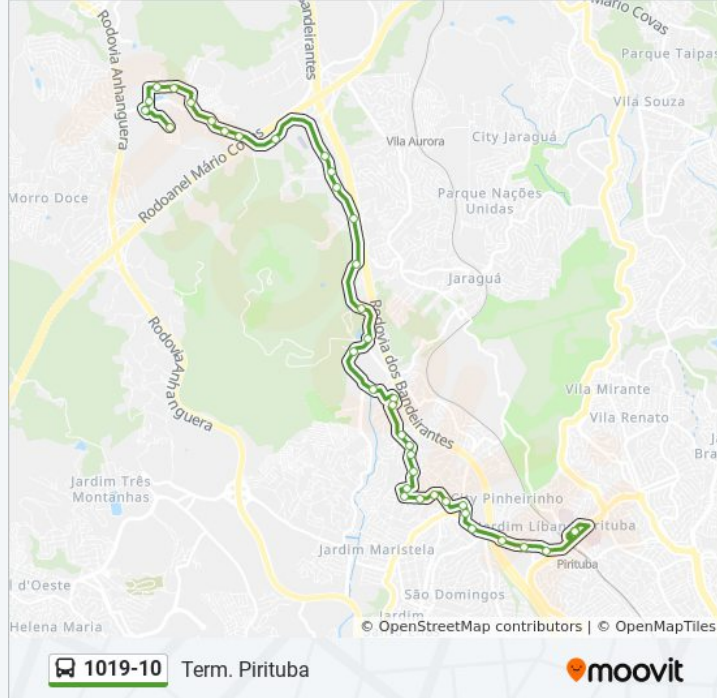 Rodovia Anhanguera
Bandeirantes
Mário Covas
Parque Taipas
Vila Souza
Vila Aurora
City Jaraguá
Morro Doce
Rodoanel Mário Covas
Parque Nações
Unidas
Jaraguá
Rodovia dos Bandeirantes
Rodovia Anhanguera
Vila Mirante
Vila Renato
Jardim Três
Montanhas
City Pinheirinho
Jardim Líbano
Pirituba
Jardim Maristela
Pirituba
l d'Oeste
São Domingos
Helena Maria
Jardim
© OpenStreetMap contributors | © OpenMapTiles
1019-10 Term. Pirituba
moovit